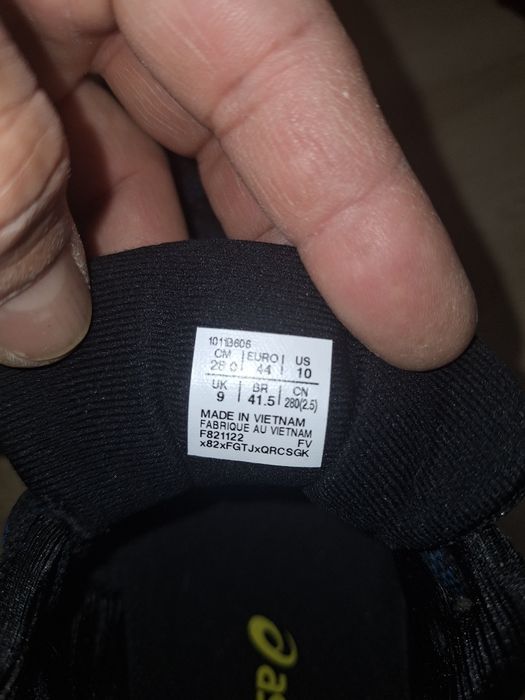 1011B606
CM | EURO | US
28 0 | 44 | 10
UK | BR | CN
9 | 41.5 | 280(2.5)
MADE IN VIETNAM
FABRIQUE AU VIETNAM
F821122 FV
x82xFGTJxQRCSGK
as